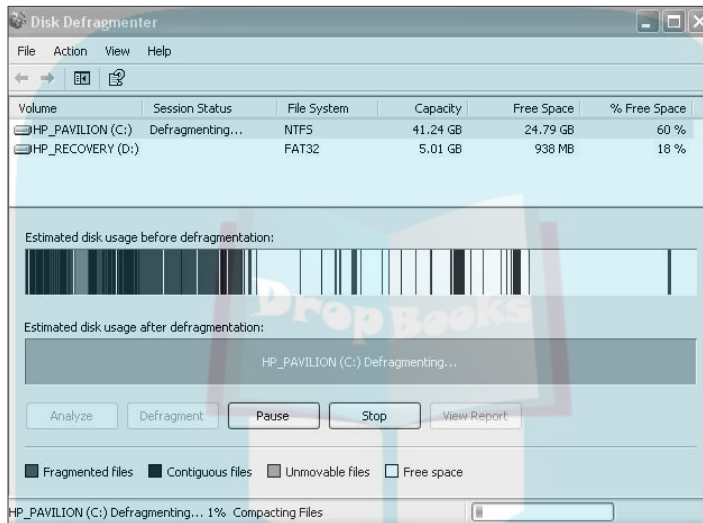 Disk Defragmenter
File Action View Help
Volume Session Status File System Capacity Free Space % Free Space
HP_PAVILION (C:) Defragmenting... NTFS 41.24 GB 24.79 GB 60 %
HP_RECOVERY (D:) FAT32 5.01 GB 938 MB 18 %
Estimated disk usage before defragmentation:
DropBooks
Estimated disk usage after defragmentation:
HP_PAVILION (C:) Defragmenting...
Analyze Defragment Pause Stop View Report
Fragmented files Contiguous files Unmovable files Free space
HP_PAVILION (C:) Defragmenting... 1% Compacting Files